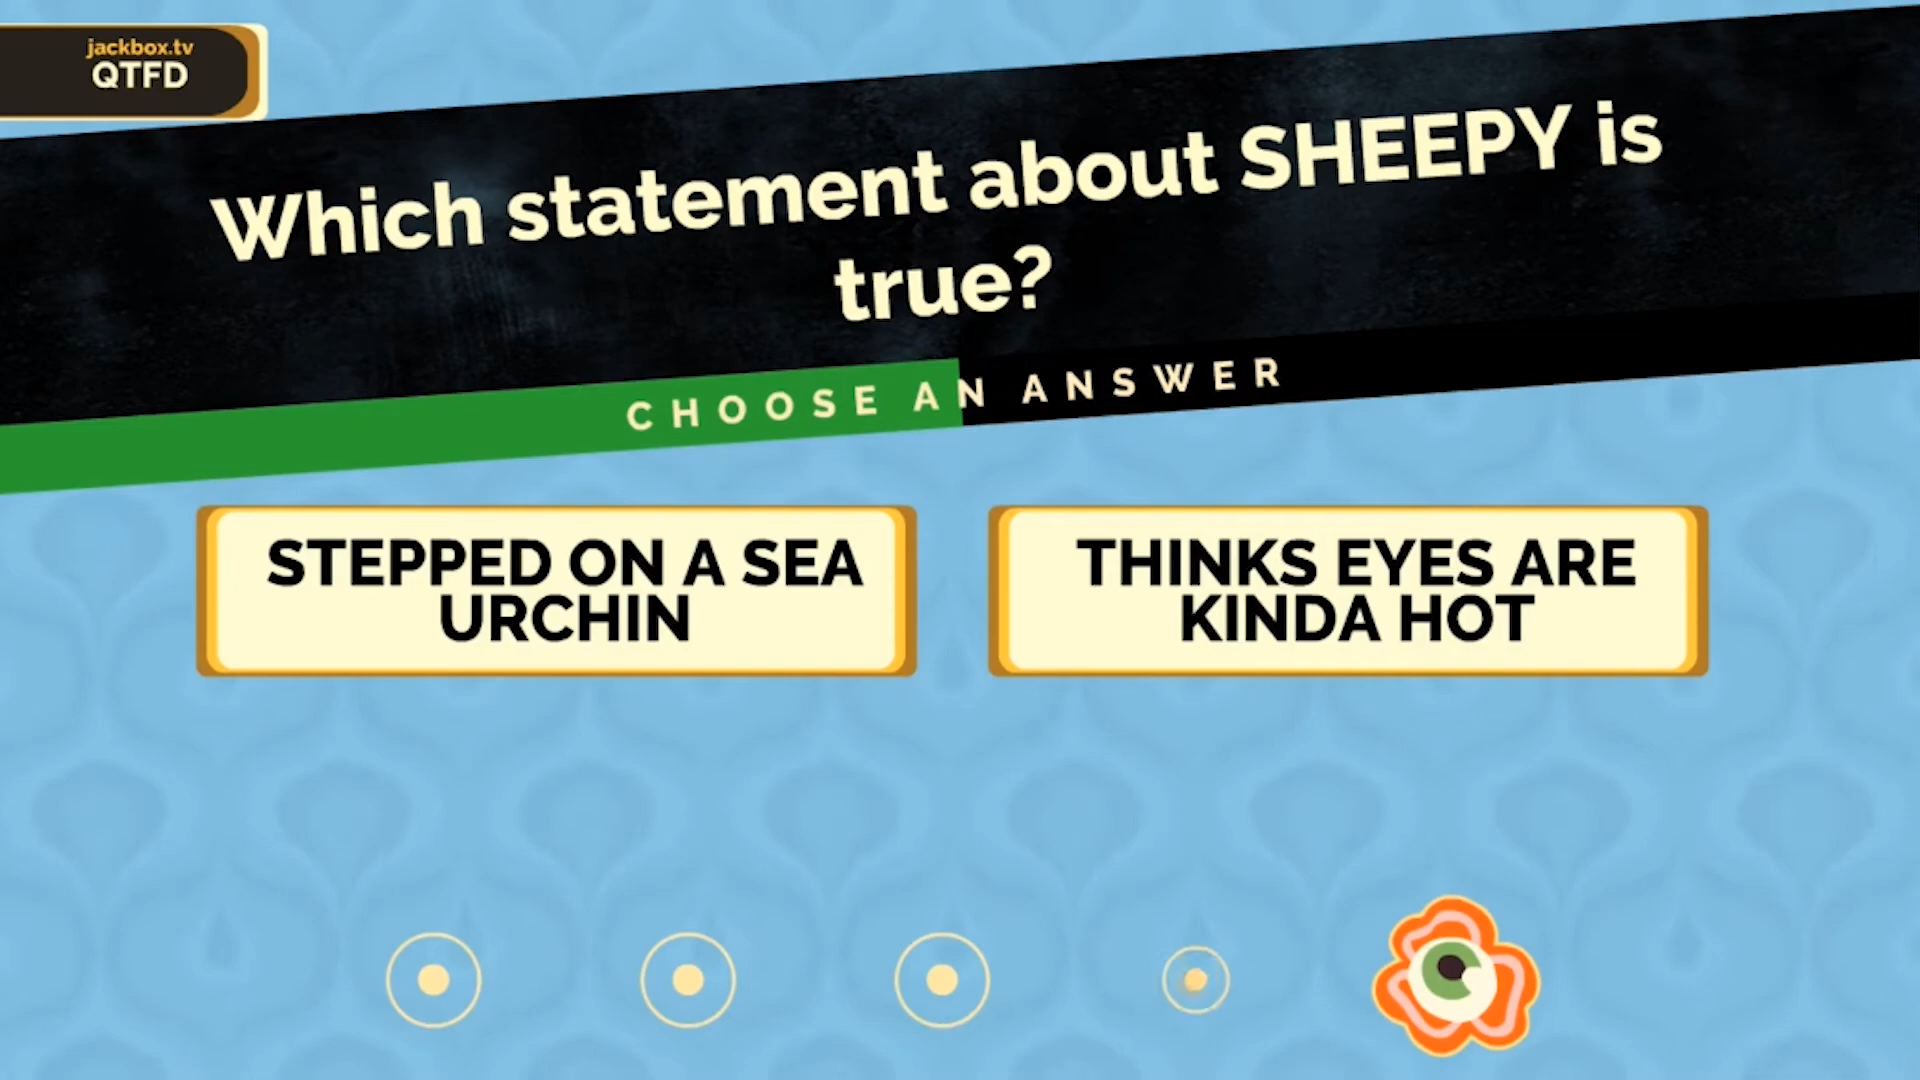 jackbox.tv
QTFD
Which statement about SHEEPY is
true?
CHOOSE AN ANSWER
STEPPED ON A SEA
URCHIN
THINKS EYES ARE
KINDA HOT